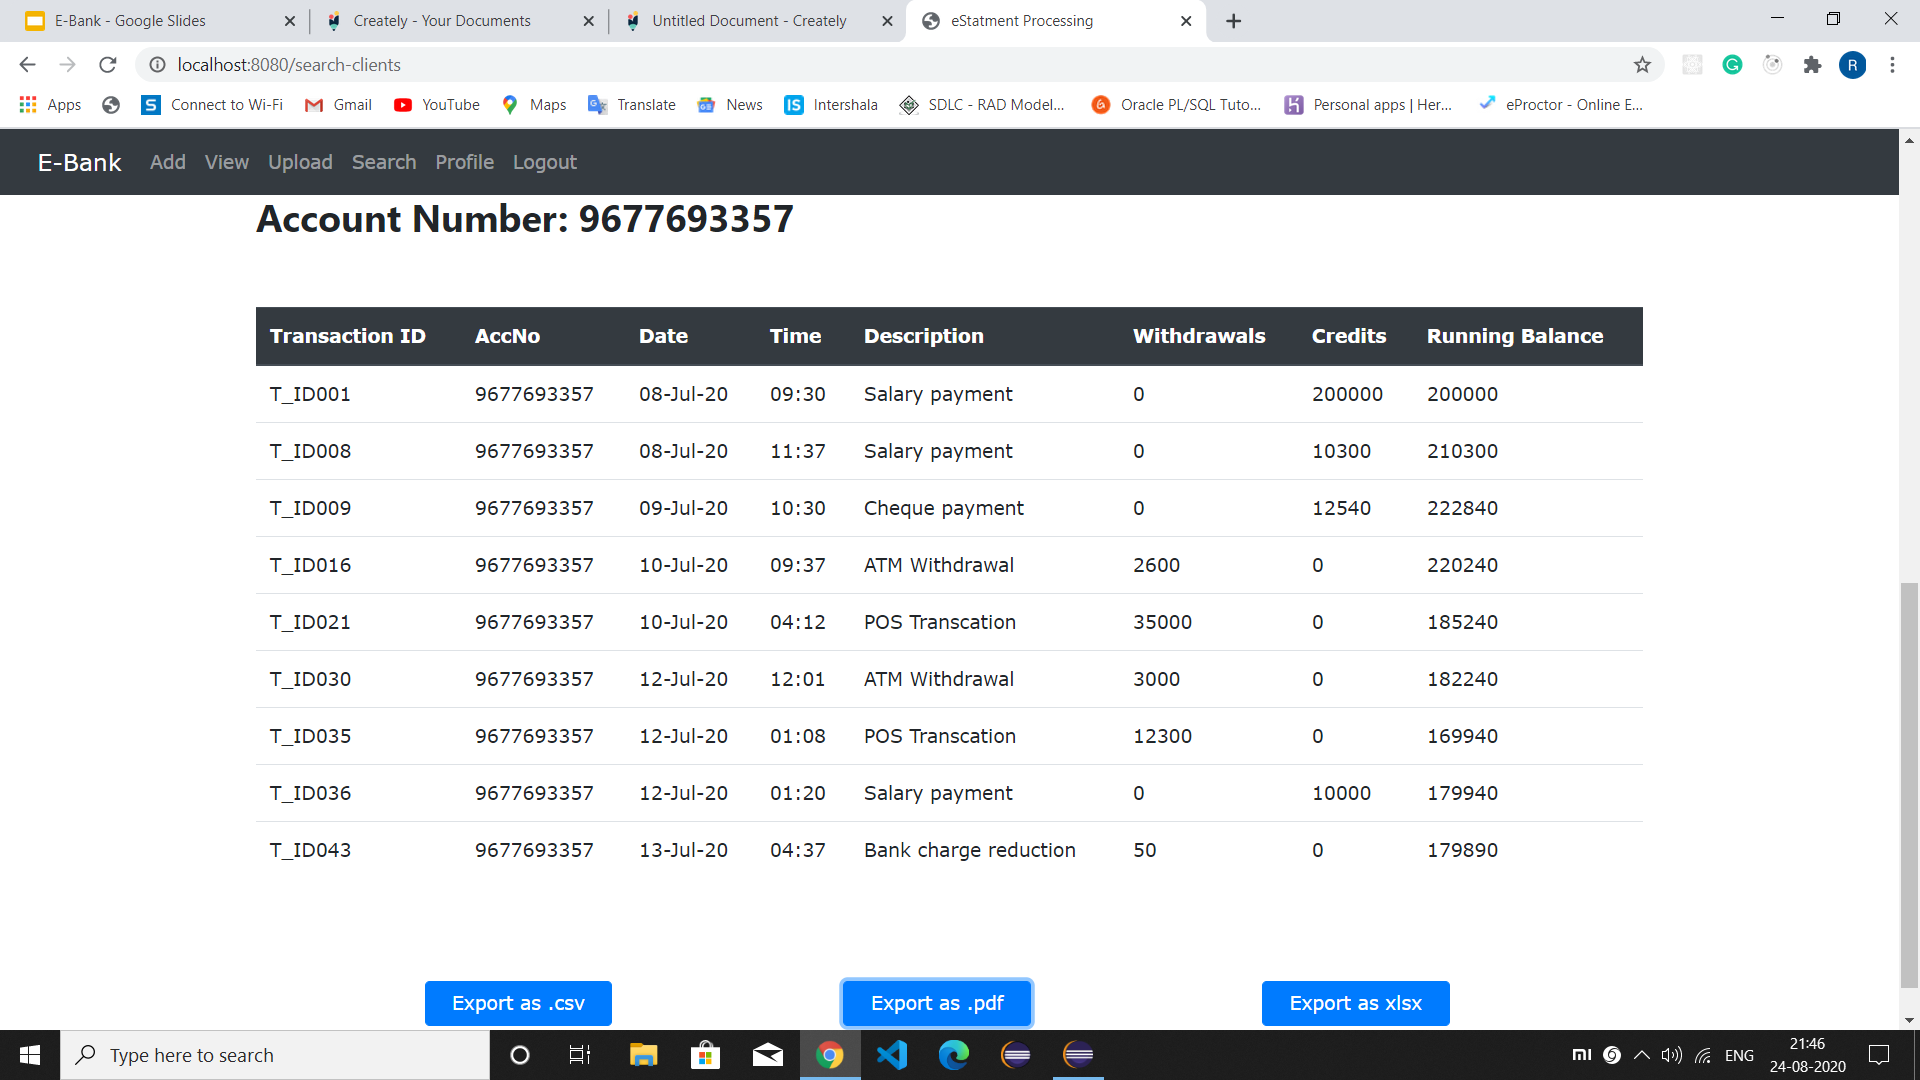 E-Bank - Google Slides
Creately - Your Documents
Untitled Document - Creately
eStatment Processing
localhost:8080/search-clients
R
Apps
Connect to Wi-Fi
Gmail
YouTube
Maps
Translate
News
Intershala
SDLC - RAD Model...
Oracle PL/SQL Tuto...
Personal apps | Her...
eProctor - Online E...
E-Bank Add View Upload Search Profile Logout
Account Number: 9677693357
Transaction ID AccNo Date Time Description Withdrawals Credits Running Balance
T_ID001 9677693357 08-Jul-20 09:30 Salary payment 0 200000 200000
T_ID008 9677693357 08-Jul-20 11:37 Salary payment 0 10300 210300
T_ID009 9677693357 09-Jul-20 10:30 Cheque payment 0 12540 222840
T_ID016 9677693357 10-Jul-20 09:37 ATM Withdrawal 2600 0 220240
T_ID021 9677693357 10-Jul-20 04:12 POS Transcation 35000 0 185240
T_ID030 9677693357 12-Jul-20 12:01 ATM Withdrawal 3000 0 182240
T_ID035 9677693357 12-Jul-20 01:08 POS Transcation 12300 0 169940
T_ID036 9677693357 12-Jul-20 01:20 Salary payment 0 10000 179940
T_ID043 9677693357 13-Jul-20 04:37 Bank charge reduction 50 0 179890
Export as .csv Export as .pdf Export as xlsx
Type here to search
ENG
21:46
24-08-2020